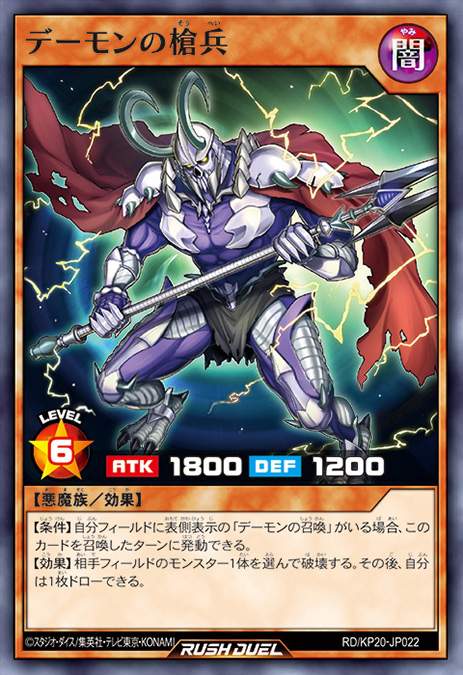 デーモンの槍兵
闇
LEVEL
6
ATK 1800 DEF 1200
【悪魔族／効果】
【条件】自分フィールドに表側表示の「デーモンの召喚」がいる場合、この
カードを召喚したターンに発動できる。
【効果】相手フィールドのモンスター1体を選んで破壊する。その後、自分
は1枚ドローできる。
©スタジオ・ダイス/集英社・テレビ東京・KONAMI
RUSH DUEL
RD/KP20-JP022